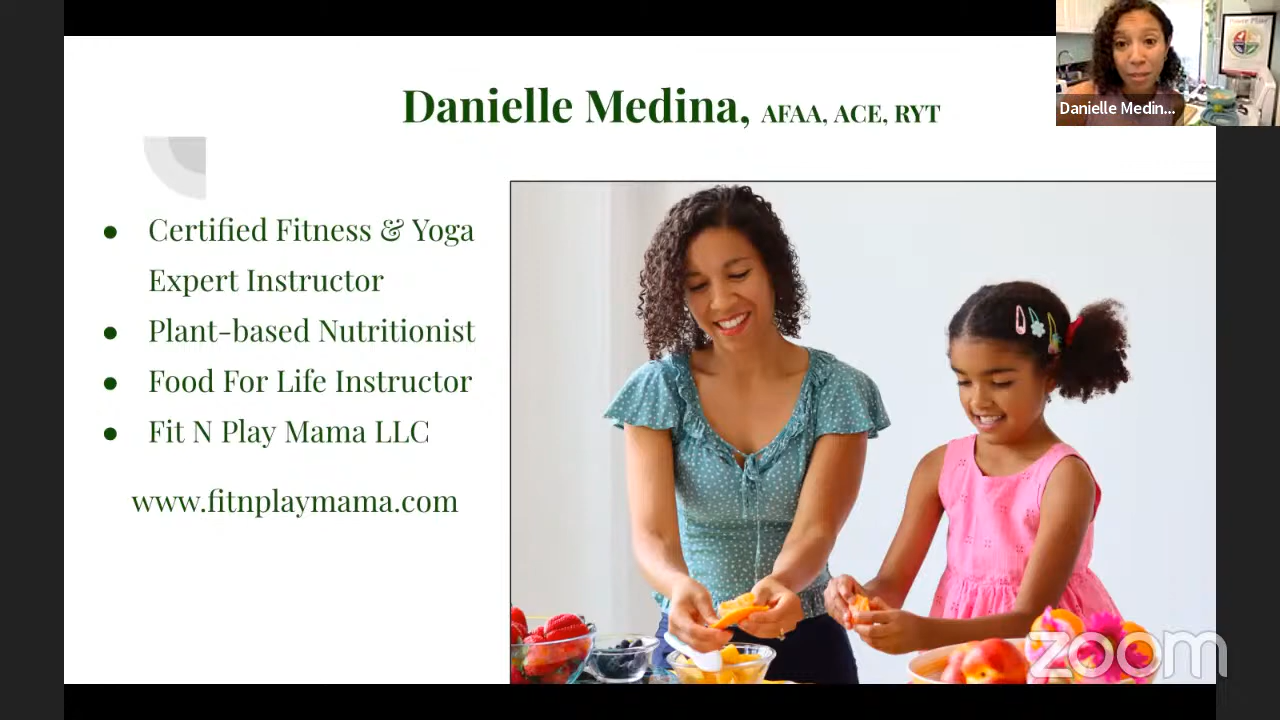 Danielle Medina, AFAA, ACE, RYT
Danielle Medin...
● Certified Fitness & Yoga
Expert Instructor
● Plant-based Nutritionist
● Food For Life Instructor
● Fit N Play Mama LLC
www.fitnplaymama.com
zoom